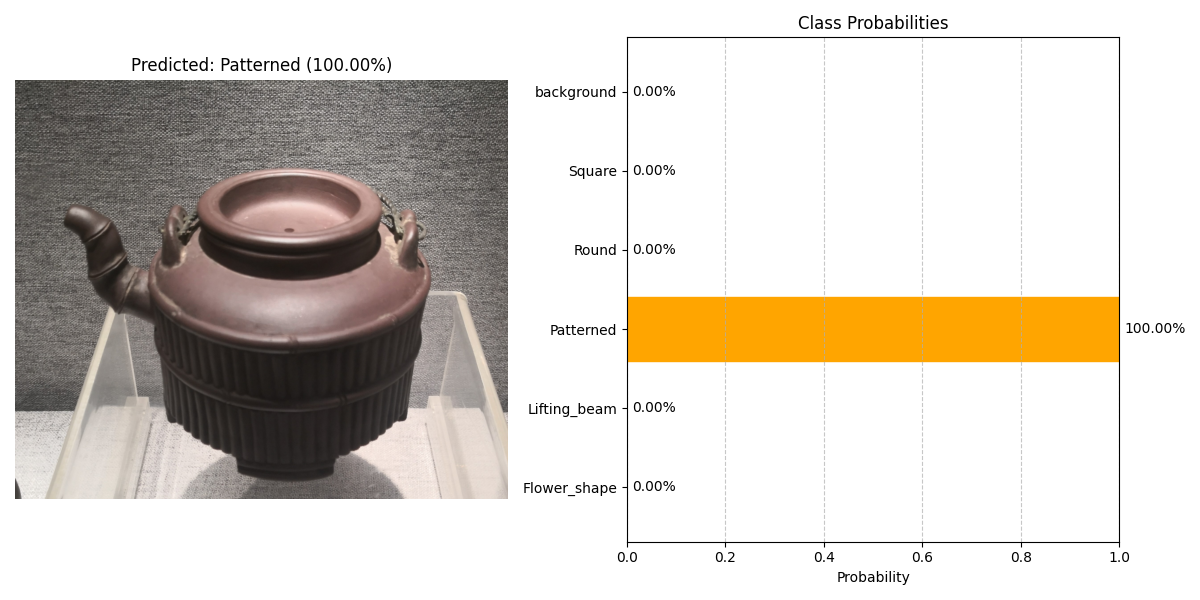 Predicted: Patterned (100.00%)
Class Probabilities
background
0.00%
Square
0.00%
Round
0.00%
Patterned
100.00%
Lifting_beam
0.00%
Flower_shape
0.00%
0.0 0.2 0.4 0.6 0.8 1.0
Probability